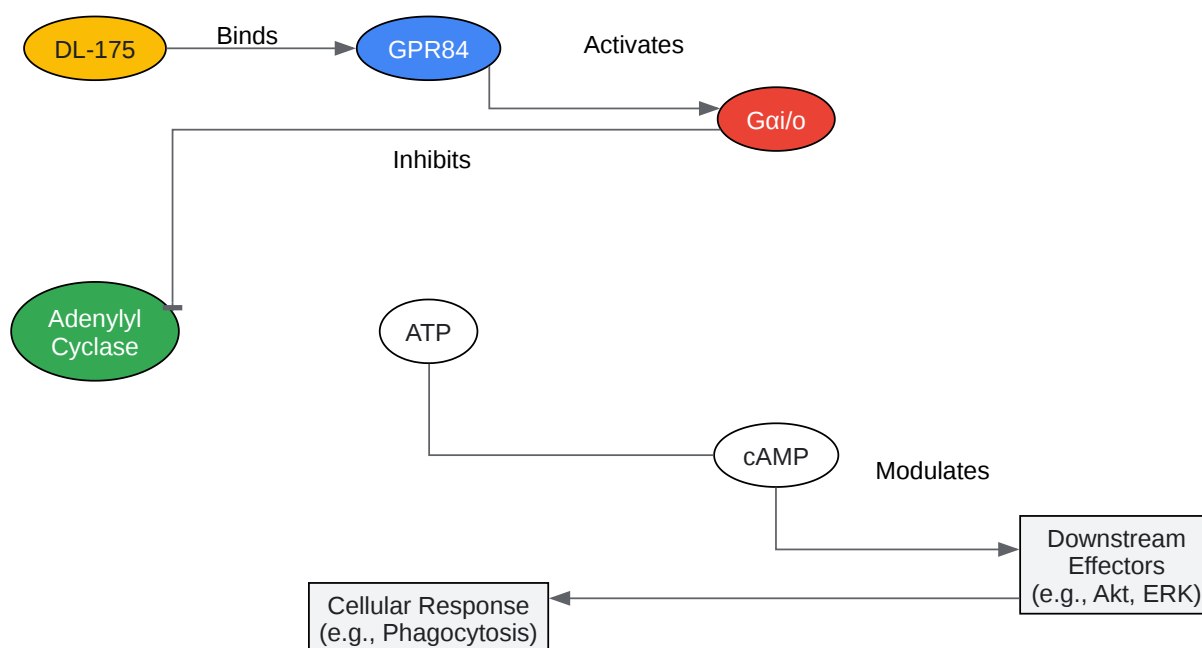 DL-175
Binds
GPR84
Activates
Gαi/o
Inhibits
Adenylyl
Cyclase
ATP
cAMP
Modulates
Downstream
Effectors
(e.g., Akt, ERK)
Cellular Response
(e.g., Phagocytosis)